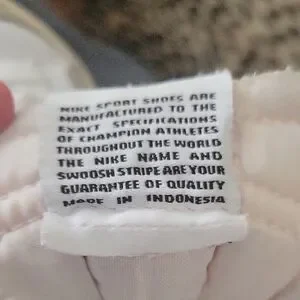 NIKE SPORT SHOES ARE
MANUFACTURED TO THE
EXACT SPECIFICATIONS
OF CHAMPION ATHLETES
THROUGHOUT THE WORLD
THE NIKE NAME AND
SWOOSH STRIPE ARE YOUR
GUARANTEE OF QUALITY
MADE IN INDONESIA